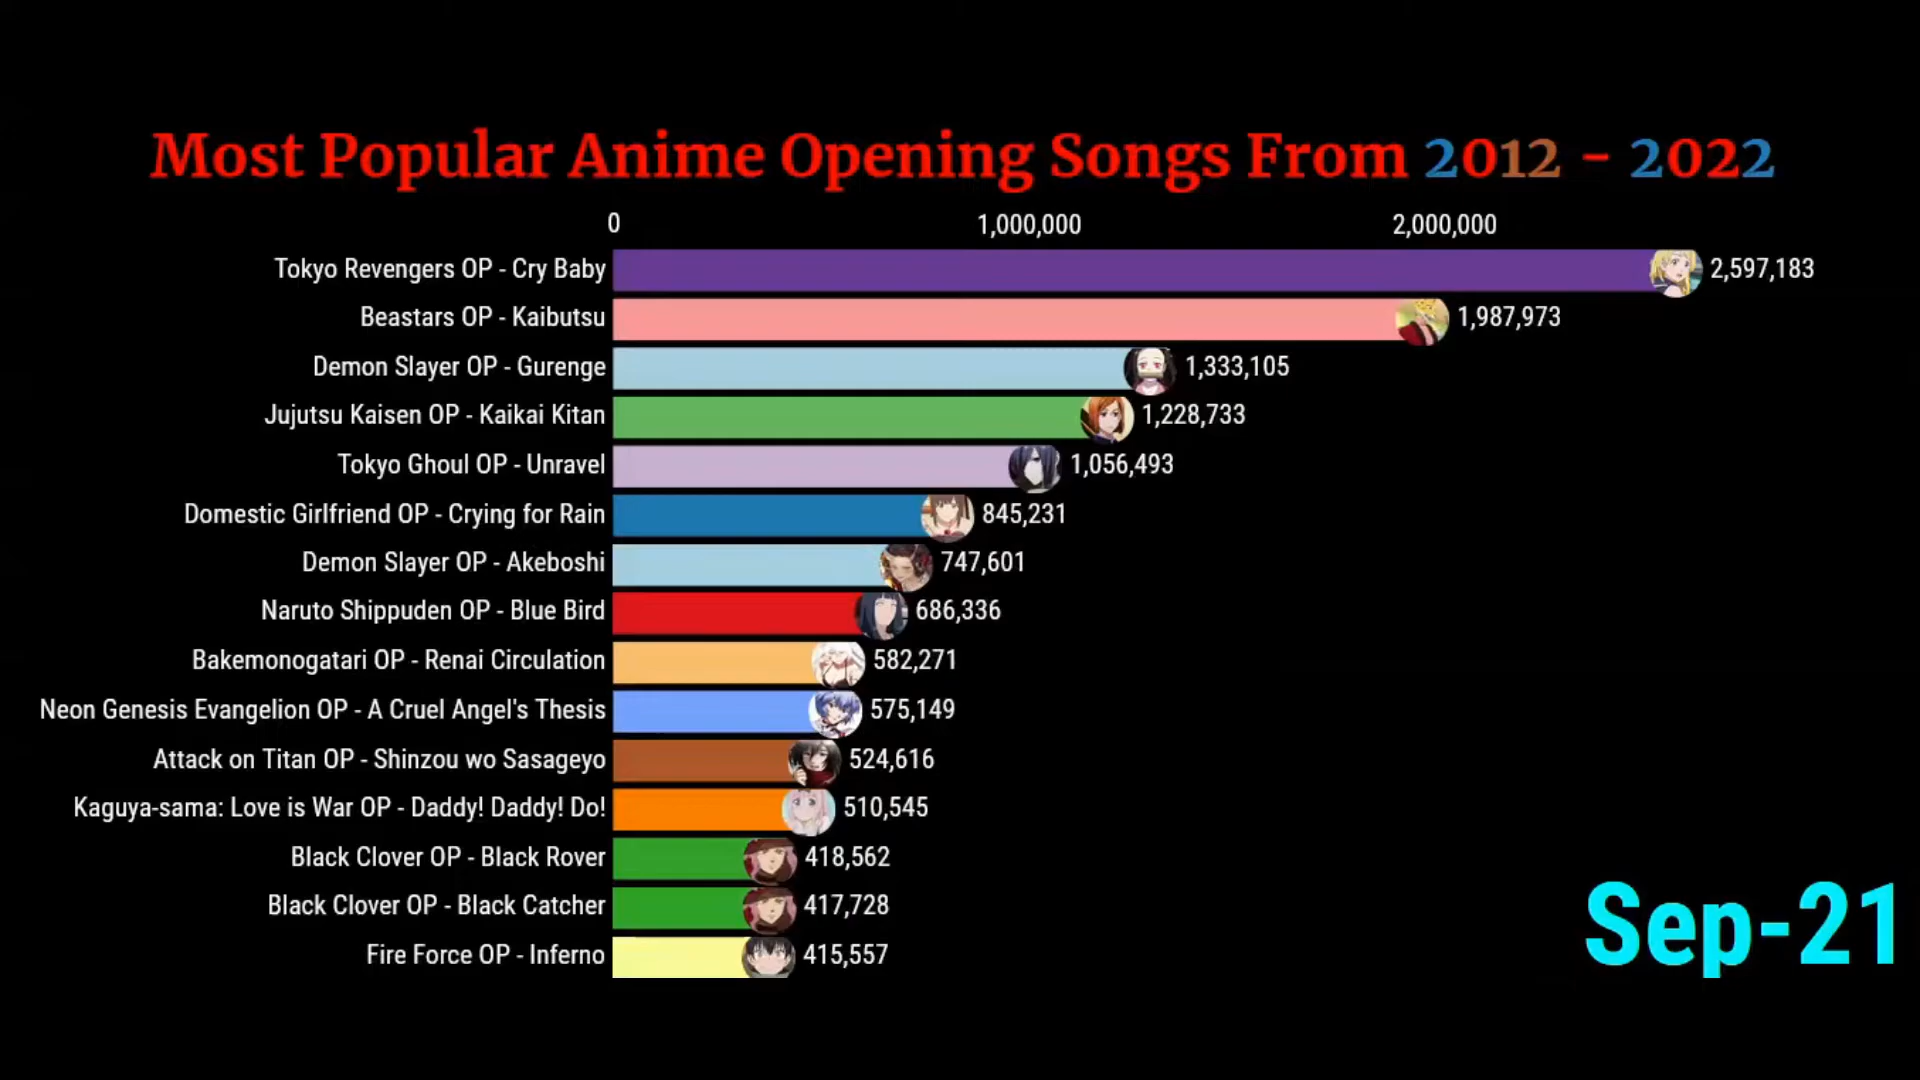 Most Popular Anime Opening Songs From 2012 - 2022
0 1,000,000 2,000,000
Tokyo Revengers OP - Cry Baby 2,597,183
Beastars OP - Kaibutsu 1,987,973
Demon Slayer OP - Gurenge 1,333,105
Jujutsu Kaisen OP - Kaikai Kitan 1,228,733
Tokyo Ghoul OP - Unravel 1,056,493
Domestic Girlfriend OP - Crying for Rain 845,231
Demon Slayer OP - Akeboshi 747,601
Naruto Shippuden OP - Blue Bird 686,336
Bakemonogatari OP - Renai Circulation 582,271
Neon Genesis Evangelion OP - A Cruel Angel's Thesis 575,149
Attack on Titan OP - Shinzou wo Sasageyo 524,616
Kaguya-sama: Love is War OP - Daddy! Daddy! Do! 510,545
Black Clover OP - Black Rover 418,562
Black Clover OP - Black Catcher 417,728
Fire Force OP - Inferno 415,557
Sep-21